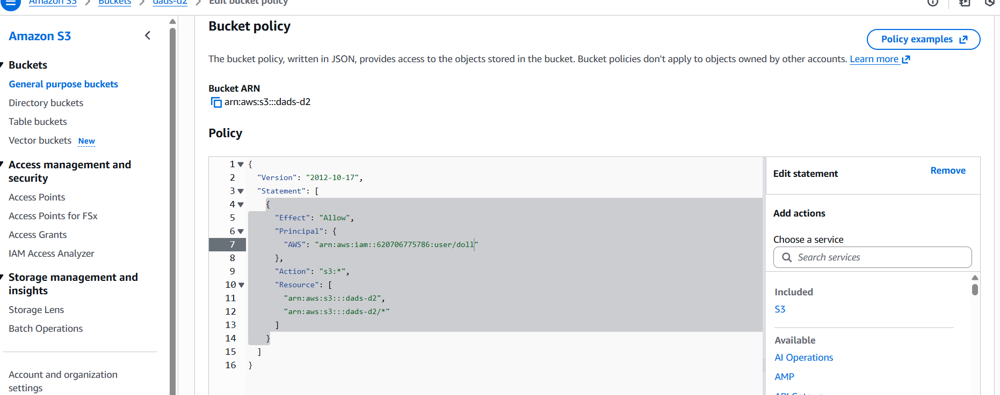 Amazon S3 > Buckets > dads-d2 > Edit bucket policy
Amazon S3
Buckets
General purpose buckets
Directory buckets
Table buckets
Vector buckets New
Access management and
security
Access Points
Access Points for FSx
Access Grants
IAM Access Analyzer
Storage management and
insights
Storage Lens
Batch Operations
Account and organization
settings
Bucket policy
Policy examples
The bucket policy, written in JSON, provides access to the objects stored in the bucket. Bucket policies don't apply to objects owned by other accounts. Learn more
Bucket ARN
arn:aws:s3:::dads-d2
Policy
1 {
2 "Version": "2012-10-17",
3 "Statement": [
4 {
5 "Effect": "Allow",
6 "Principal": {
7 "AWS": "arn:aws:iam::620706775786:user/doll"
8 },
9 "Action": "s3:*",
10 "Resource": [
11 "arn:aws:s3:::dads-d2",
12 "arn:aws:s3:::dads-d2/*"
13 ]
14 }
15 ]
16 }
Edit statement
Remove
Add actions
Choose a service
Search services
Included
S3
Available
AI Operations
AMP
API Gateway